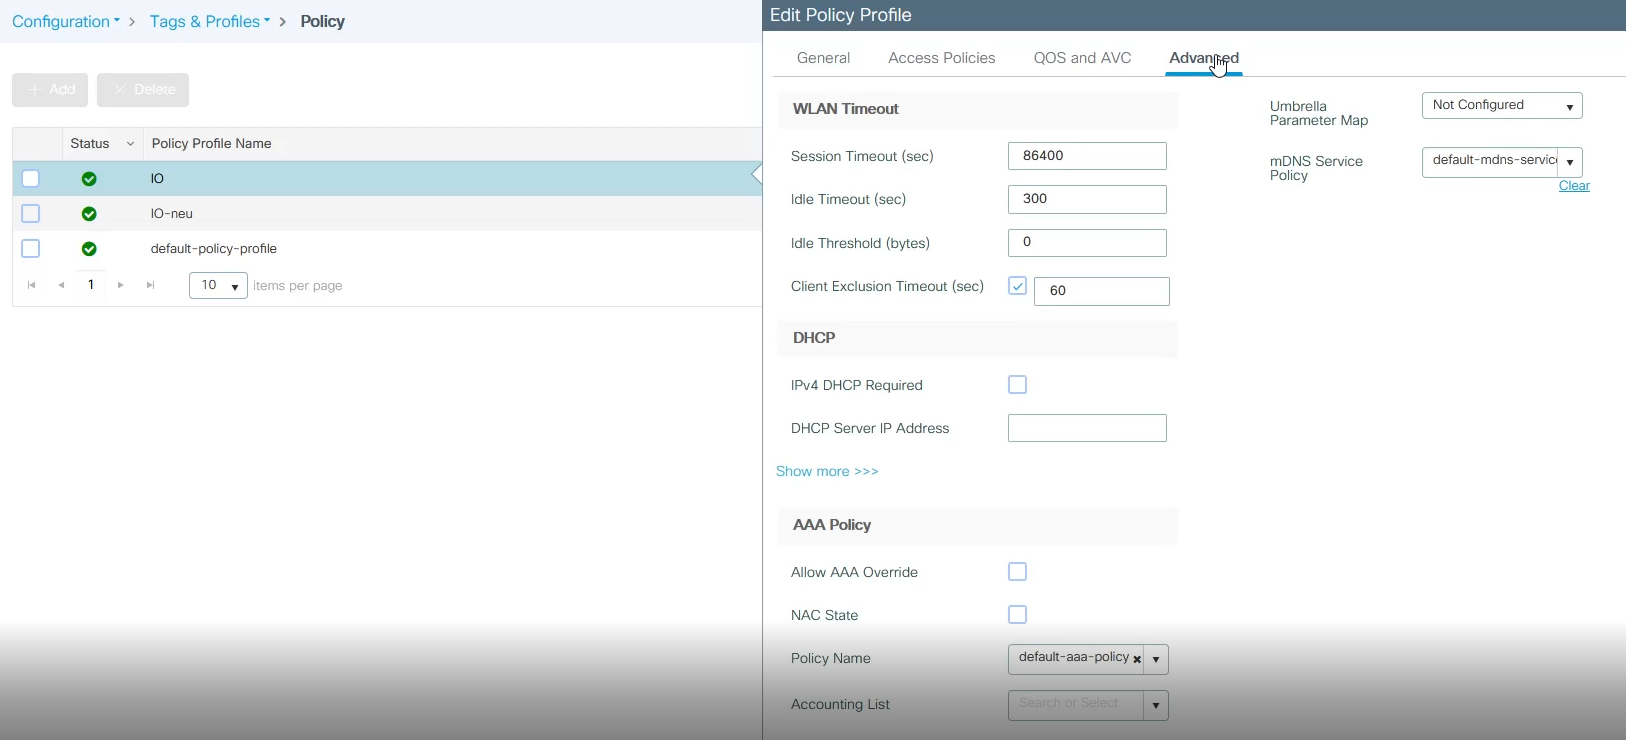 Configuration > Tags & Profiles > Policy
+ Add × Delete
Status Policy Profile Name
IO
IO-neu
default-policy-profile
1 10 items per page
Edit Policy Profile
General Access Policies QOS and AVC Advanced
WLAN Timeout
Session Timeout (sec) 86400
Idle Timeout (sec) 300
Idle Threshold (bytes) 0
Client Exclusion Timeout (sec) 60
DHCP
IPv4 DHCP Required
DHCP Server IP Address
Show more >>>
AAA Policy
Allow AAA Override
NAC State
Policy Name default-aaa-policy ×
Accounting List Search or Select
Umbrella
Parameter Map
Not Configured
mDNS Service
Policy
default-mdns-servic
Clear